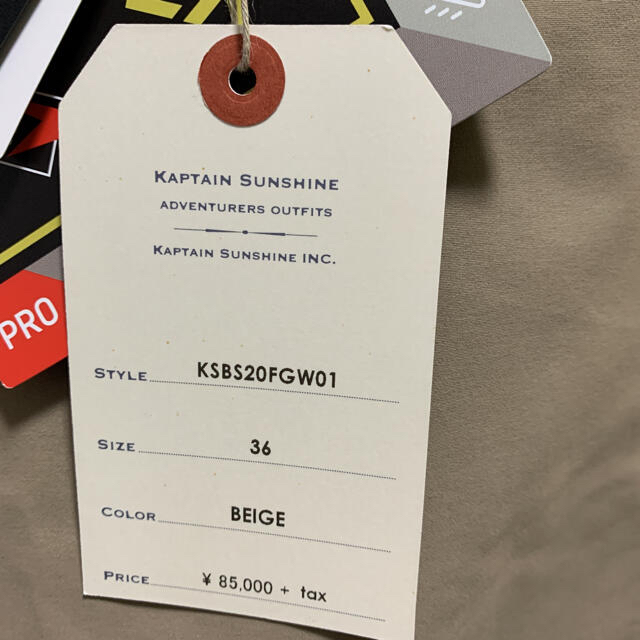 KAPTAIN SUNSHINE
ADVENTURERS OUTFITS
KAPTAIN SUNSHINE INC.
PRO
STYLE KSBS20FGW01
SIZE 36
COLOR BEIGE
PRICE ¥ 85,000 + tax